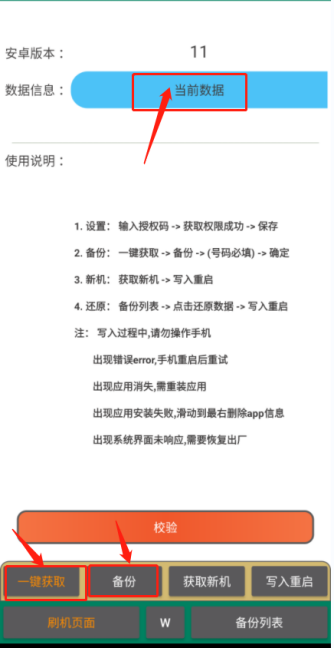 安卓版本： 11
数据信息： 当前数据
使用说明：
1. 设置： 输入授权码 -> 获取权限成功 -> 保存
2. 备份： 一键获取 -> 备份 -> (号码必填) -> 确定
3. 新机： 获取新机 -> 写入重启
4. 还原： 备份列表 -> 点击还原数据 -> 写入重启
注： 写入过程中,请勿操作手机
出现错误error,手机重启后重试
出现应用消失,需重装应用
出现应用安装失败,滑动到最右删除app信息
出现系统界面未响应,需要恢复出厂
校验
一键获取 备份 获取新机 写入重启
刷机页面 W 备份列表